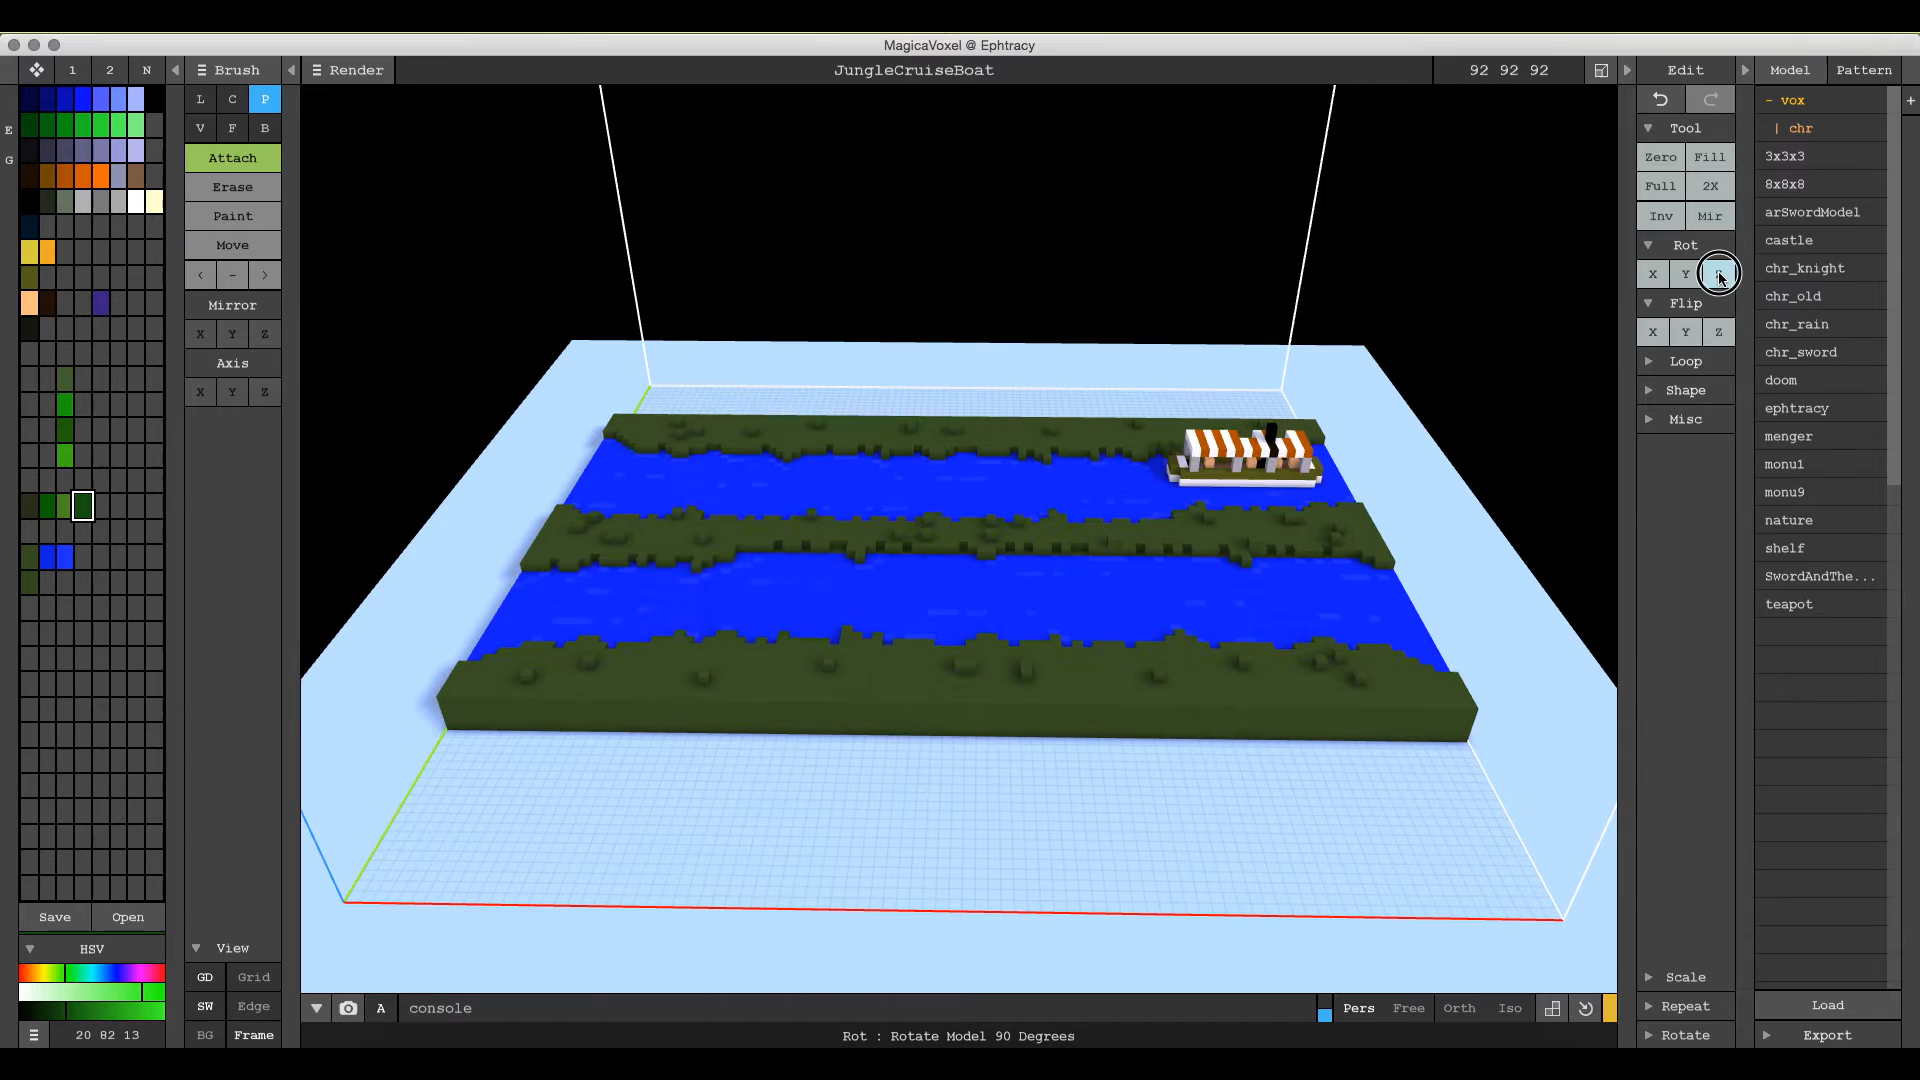 MagicaVoxel @ Ephtracy
1 2 N
Brush
Render
JungleCruiseBoat
92 92 92
Edit
Model
Pattern
E
G
L C P
V F B
Attach
Erase
Paint
Move
< - >
Mirror
X Y Z
Axis
X Y Z
Tool
Zero Fill
Full 2X
Inv Mir
Rot
X Y
Flip
X Y Z
Loop
Shape
Misc
- vox
| chr
3x3x3
8x8x8
arSwordModel
castle
chr_knight
chr_old
chr_rain
chr_sword
doom
ephtracy
menger
monu1
monu9
nature
shelf
SwordAndThe...
teapot
+
Save Open
HSV
20 82 13
View
GD Grid
SW Edge
BG Frame
A console
Pers Free Orth Iso
Rot : Rotate Model 90 Degrees
Scale
Repeat
Rotate
Load
Export